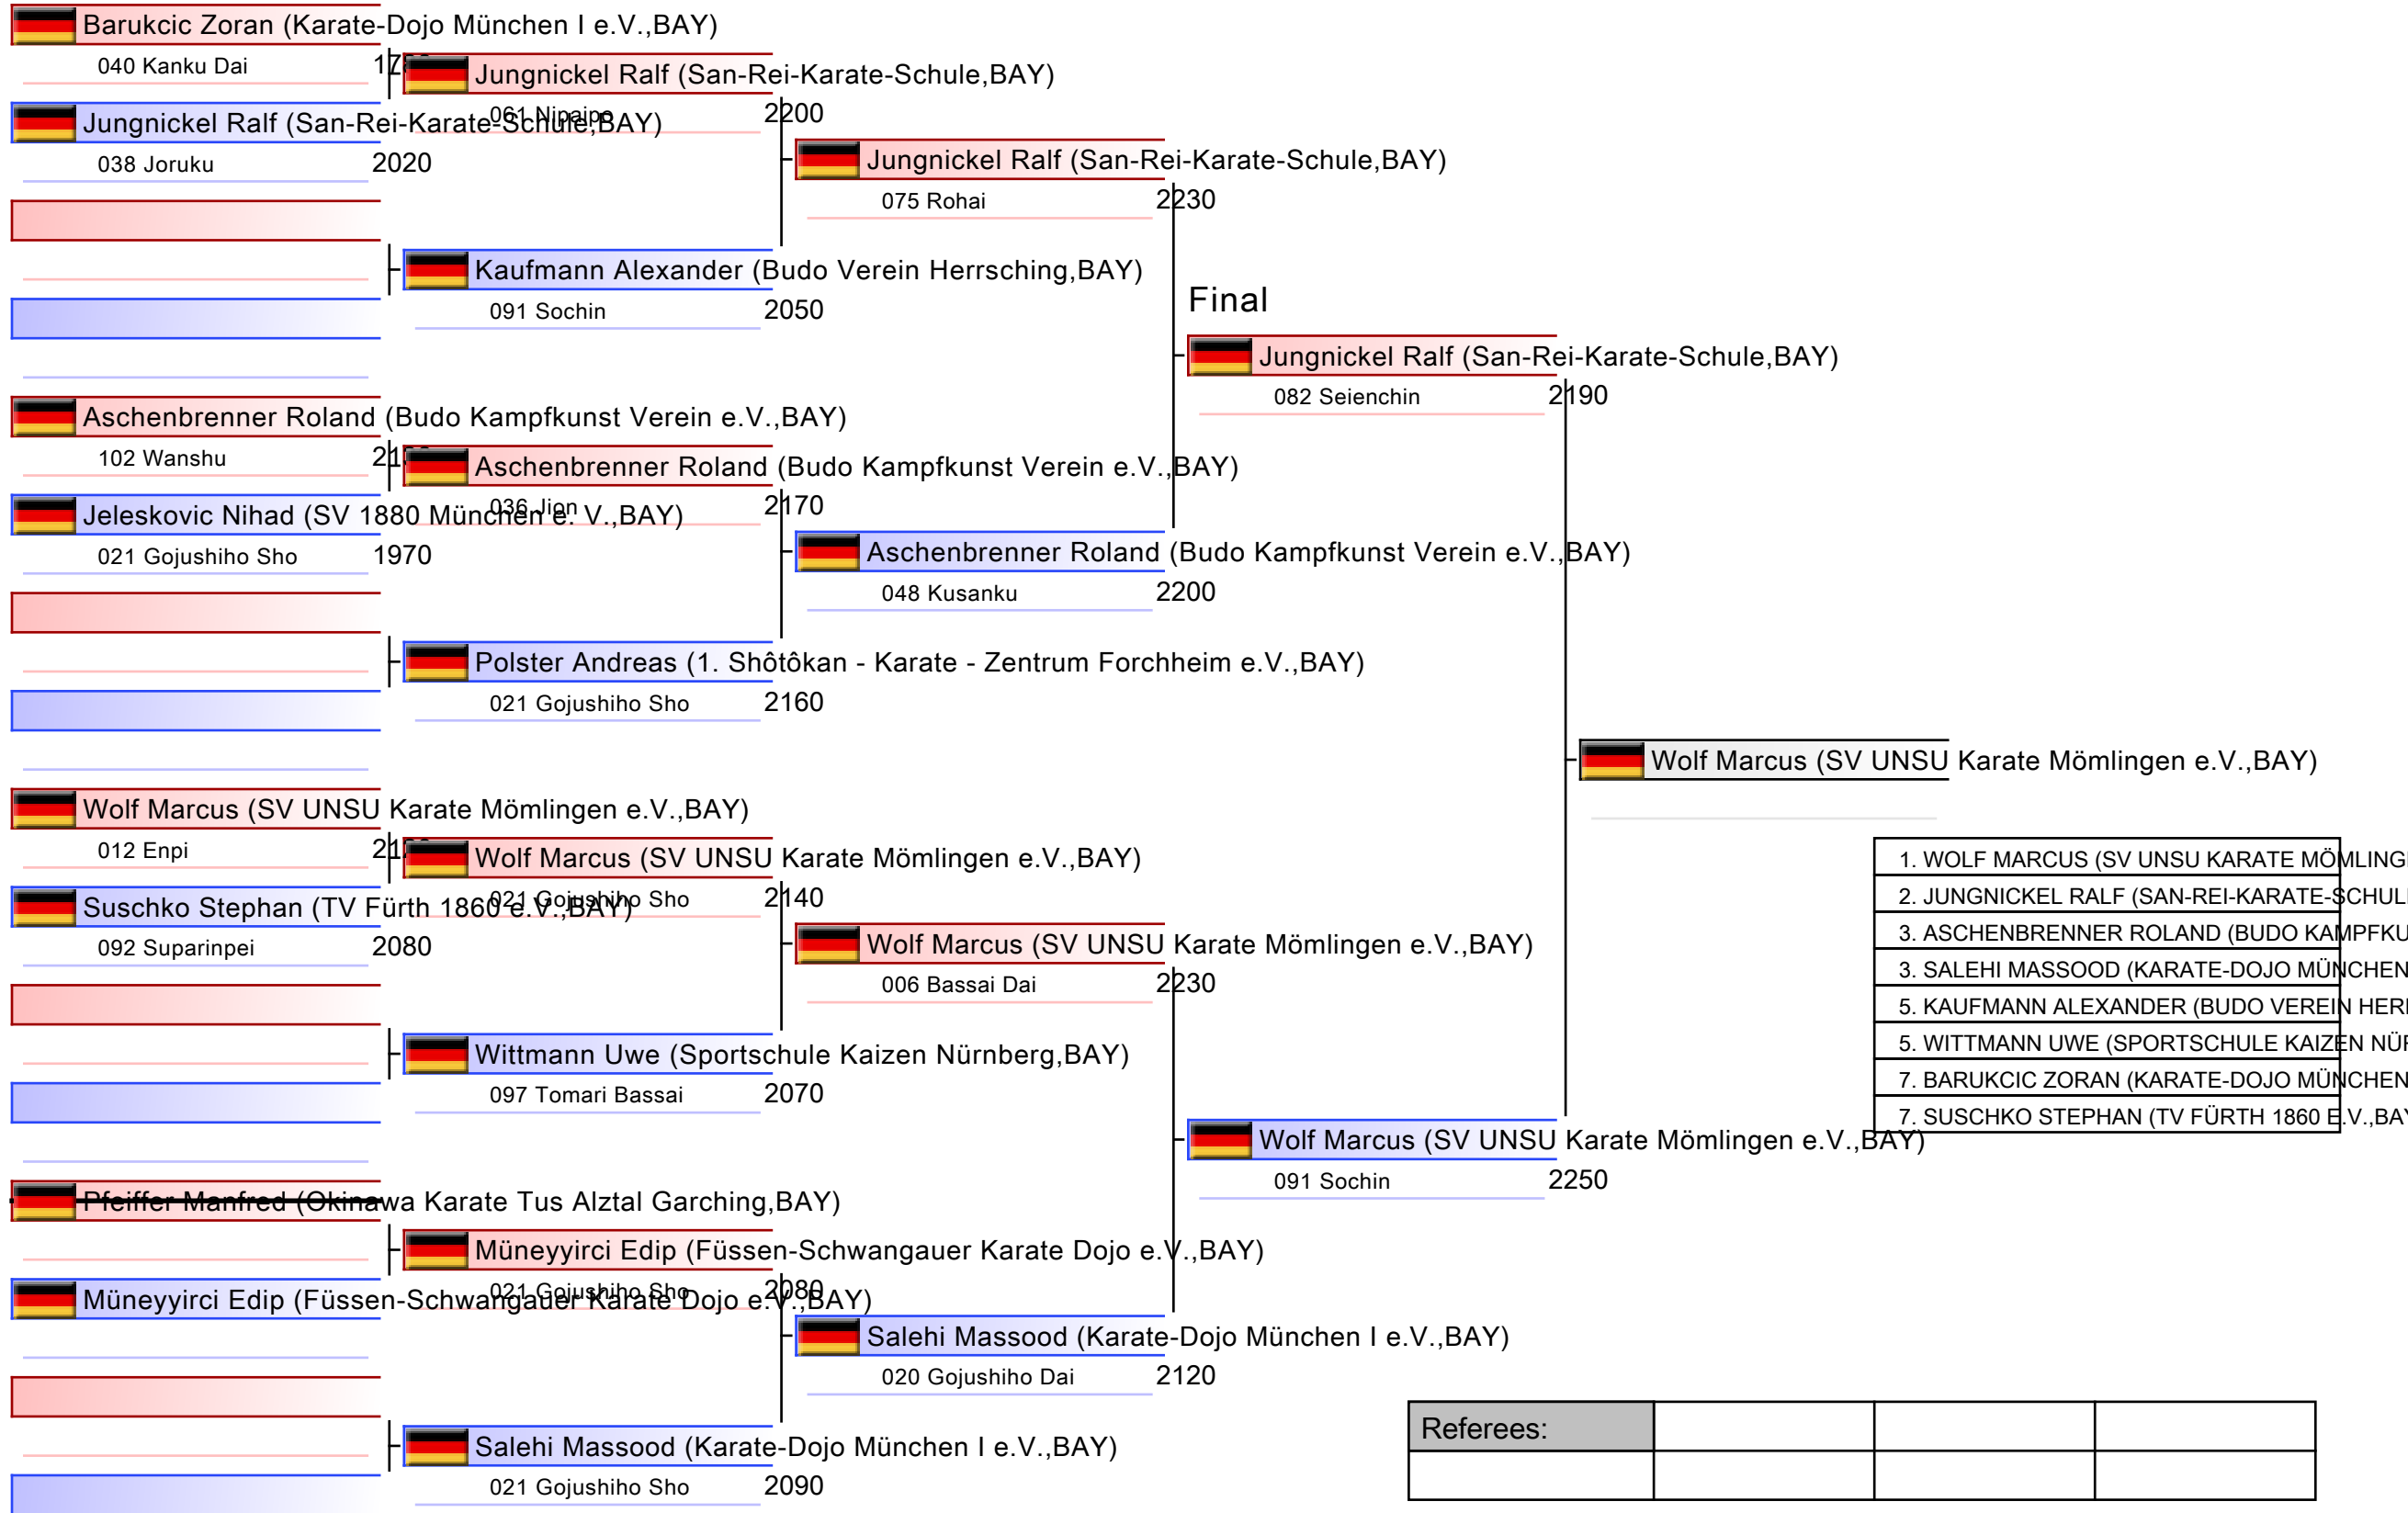 Barukcic Zoran (Karate-Dojo München I e.V.,BAY)
040 Kanku Dai
Jungnickel Ralf (San-Rei-Karate-Schule,BAY)
038 Joruku 2020
Aschenbrenner Roland (Budo Kampfkunst Verein e.V.,BAY)
102 Wanshu
Jeleskovic Nihad (SV 1880 München e. V.,BAY)
021 Gojushiho Sho 1970
Wolf Marcus (SV UNSU Karate Mömlingen e.V.,BAY)
012 Enpi
Suschko Stephan (TV Fürth 1860 e.V.,BAY)
092 Suparinpei 2080
Pfeiffer Manfred (Okinawa Karate Tus Alztal Garching,BAY)
Müneyyirci Edip (Füssen-Schwangauer Karate Dojo e.V.,BAY)
Jungnickel Ralf (San-Rei-Karate-Schule,BAY)
061 Nipaipo 2200
Kaufmann Alexander (Budo Verein Herrsching,BAY)
091 Sochin 2050
Aschenbrenner Roland (Budo Kampfkunst Verein e.V.,BAY)
036 Jion 2170
Polster Andreas (1. Shôtôkan - Karate - Zentrum Forchheim e.V.,BAY)
021 Gojushiho Sho 2160
Wolf Marcus (SV UNSU Karate Mömlingen e.V.,BAY)
021 Gojushiho Sho 2140
Wittmann Uwe (Sportschule Kaizen Nürnberg,BAY)
097 Tomari Bassai 2070
Müneyyirci Edip (Füssen-Schwangauer Karate Dojo e.V.,BAY)
021 Gojushiho Sho 2080
Salehi Massood (Karate-Dojo München I e.V.,BAY)
021 Gojushiho Sho 2090
Jungnickel Ralf (San-Rei-Karate-Schule,BAY)
075 Rohai 2230
Aschenbrenner Roland (Budo Kampfkunst Verein e.V.,BAY)
048 Kusanku 2200
Wolf Marcus (SV UNSU Karate Mömlingen e.V.,BAY)
006 Bassai Dai 2230
Salehi Massood (Karate-Dojo München I e.V.,BAY)
020 Gojushiho Dai 2120
Final
Jungnickel Ralf (San-Rei-Karate-Schule,BAY)
082 Seienchin 2190
Wolf Marcus (SV UNSU Karate Mömlingen e.V.,BAY)
091 Sochin 2250
Wolf Marcus (SV UNSU Karate Mömlingen e.V.,BAY)
1. WOLF MARCUS (SV UNSU KARATE
2. JUNGNICKEL RALF
3. ASCHENBRENNER ROLAND (BUDO
3. SALEHI MASSOOD (KARATE-DOJO MÜNCHEN
5. KAUFMANN ALEXANDER (BUDO VEREIN
5. WITTMANN UWE (SPORTSCHULE KAIZEN
7. BARUKCIC ZORAN (KARATE-DOJO MÜNCHEN
7. SUSCHKO STEPHAN (TV FÜRTH 1860 E.V.,BAY
Referees: